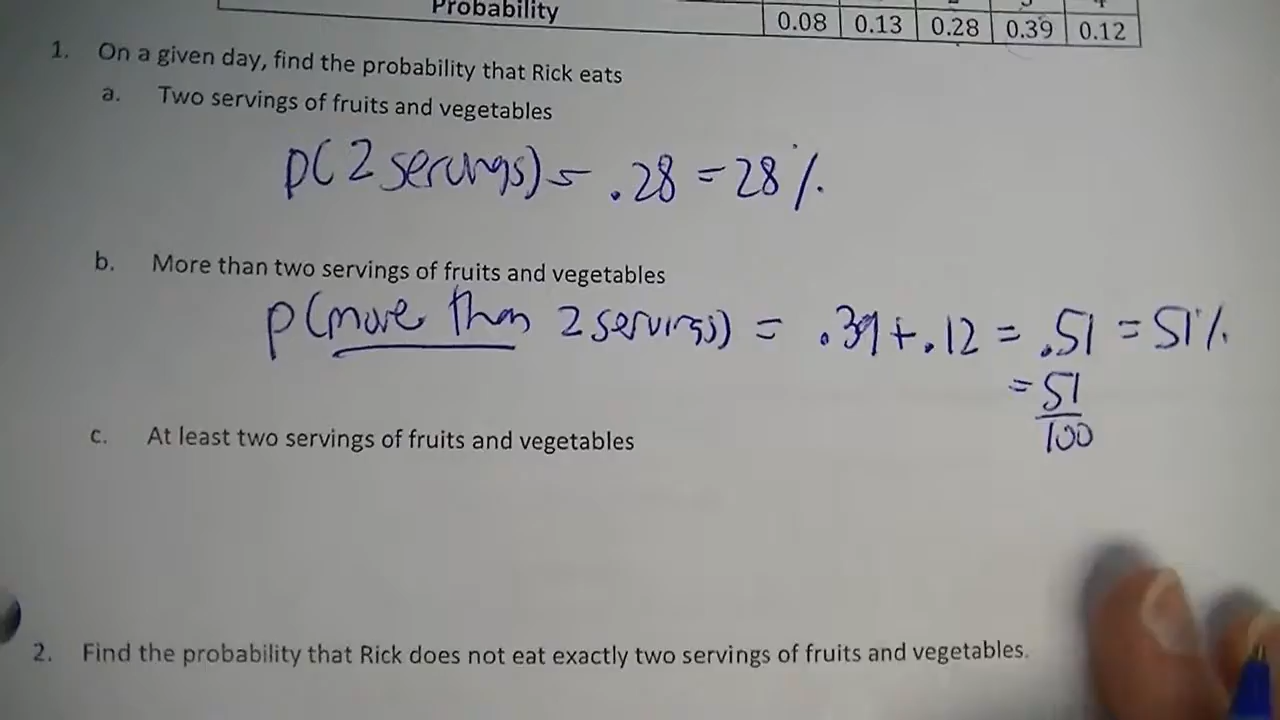 Probability 0.08 0.13 0.28 0.39 0.12
1. On a given day, find the probability that Rick eats
a. Two servings of fruits and vegetables
p(2 servings) = .28 = 28%
b. More than two servings of fruits and vegetables
p(more than 2 servings) = .39+.12 = .51 = 51%
= 51
100
c. At least two servings of fruits and vegetables
2. Find the probability that Rick does not eat exactly two servings of fruits and vegetables.